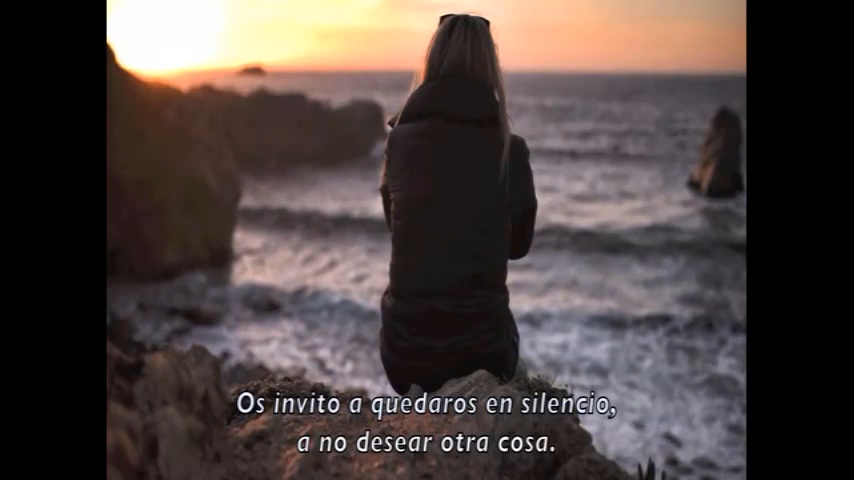 Os invito a quedaros en silencio,
a no desear otra cosa.